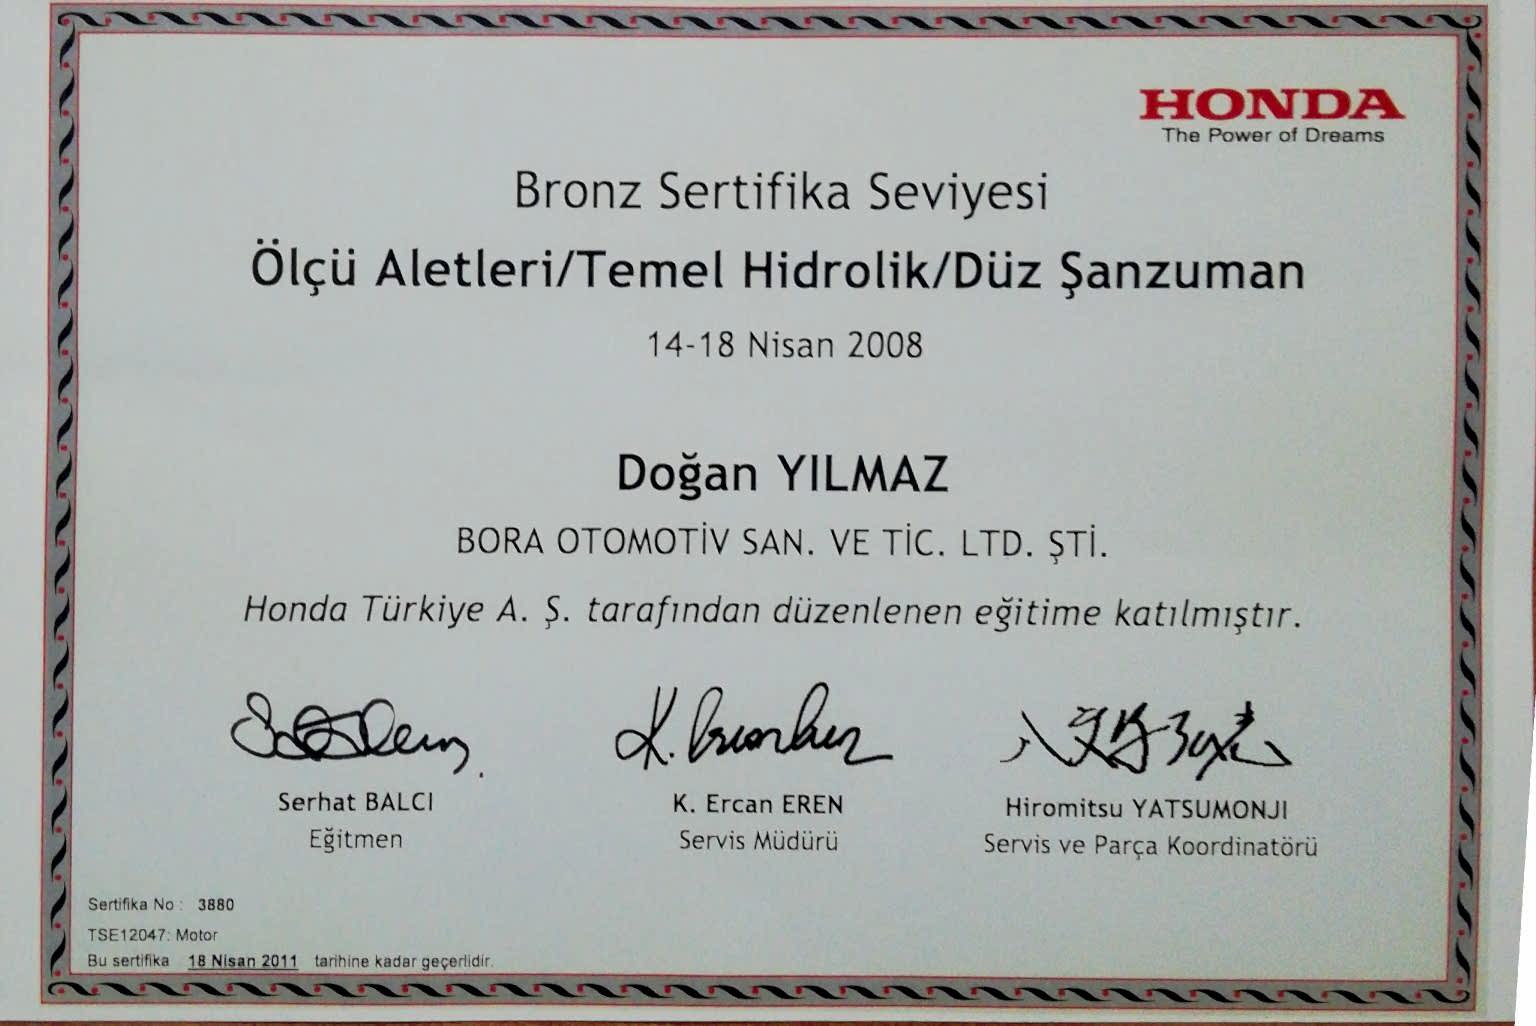 HONDA
The Power of Dreams
Bronz Sertifika Seviyesi
Ölçü Aletleri/Temel Hidrolik/Düz Şanzuman
14-18 Nisan 2008
Doğan YILMAZ
BORA OTOMOTİV SAN. VE TİC. LTD. ŞTİ.
Honda Türkiye A. Ş. tarafından düzenlenen eğitime katılmıştır.
Serhat BALCI
Eğitmen
K. Ercan EREN
Servis Müdürü
Hiromitsu YATSUMONJI
Servis ve Parça Koordinatörü
Sertifika No : 3880
TSE12047: Motor
Bu sertifika 18 Nisan 2011 tarihine kadar geçerlidir.